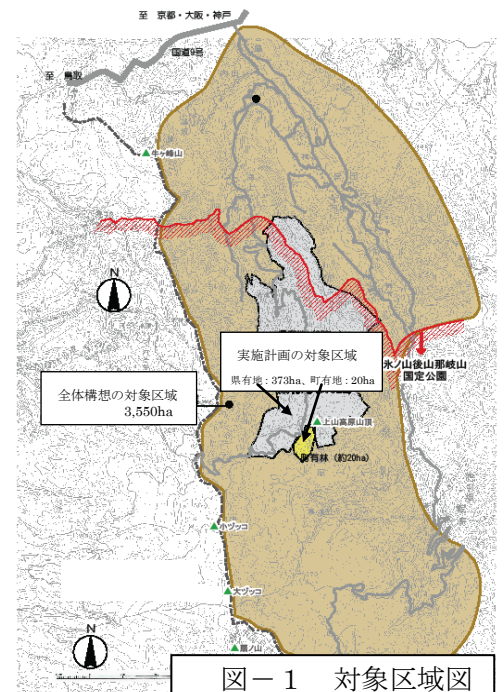 至 京都・大阪・神戸
国道9号
至 鳥取
牛ヶ峰山
N
実施計画の対象区域
県有地:373ha、町有地:20ha
氷ノ山後山那岐山
国定公園
全体構想の対象区域
3,550ha
上山高原山頂
町有林(約20ha)
小ヅッコ
大ヅッコ
N
扇ノ山
図-1 対象区域図